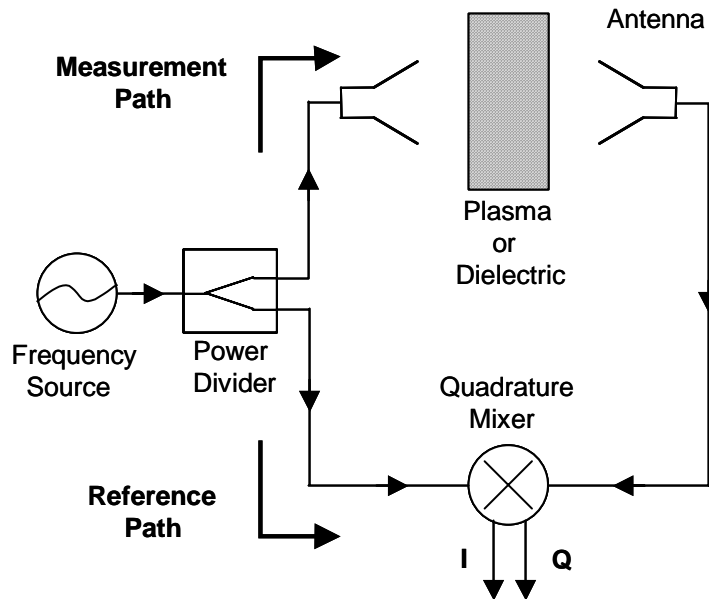 Antenna
Measurement
Path
Plasma
or
Dielectric
Frequency
Source
Power
Divider
Quadrature
Mixer
Reference
Path
I
Q